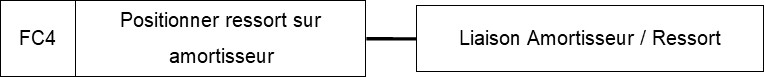 FC4
Positionner ressort sur
amortisseur
Liaison Amortisseur / Ressort